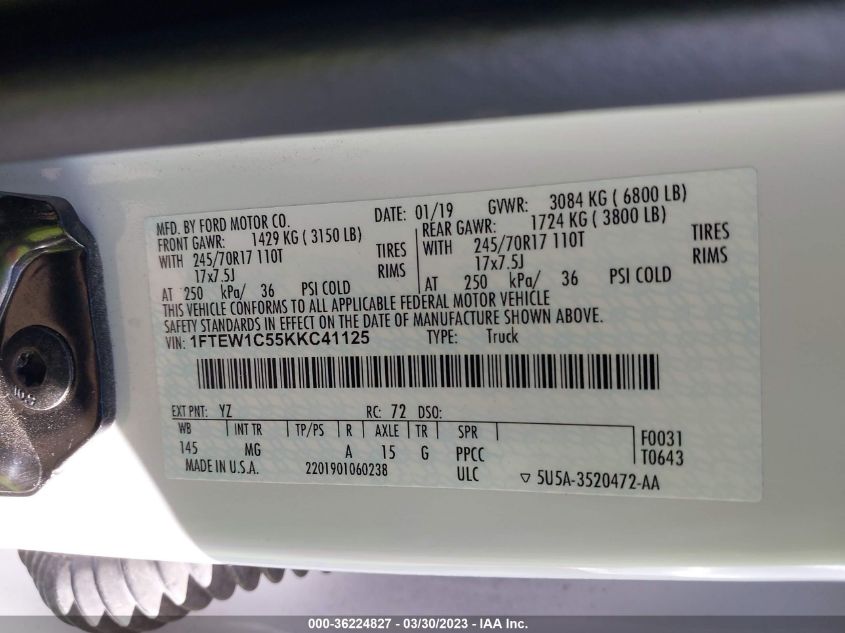 MFD. BY FORD MOTOR CO. DATE: 01/19 GVWR: 3084 KG ( 6800 LB)
FRONT GAWR: 1429 KG ( 3150 LB) REAR GAWR: 1724 KG ( 3800 LB)
WITH 245/70R17 110T TIRES WITH 245/70R17 110T TIRES
17x7.5J RIMS 17x7.5J RIMS
AT 250 kPa/ 36 PSI COLD AT 250 kPa/ 36 PSI COLD
THIS VEHICLE CONFORMS TO ALL APPLICABLE FEDERAL MOTOR VEHICLE
SAFETY STANDARDS IN EFFECT ON THE DATE OF MANUFACTURE SHOWN ABOVE.
VIN: 1FTEW1C55KKC41125 TYPE: Truck
EXT PNT: YZ RC: 72 DSO:
WB INT TR TP/PS R AXLE TR SPR F0031
145 MG A 15 G PPCC T0643
MADE IN U.S.A. 2201901060238 ULC ▽ 5U5A-3520472-AA
10.9
000-36224827 - 03/30/2023 - IAA Inc.